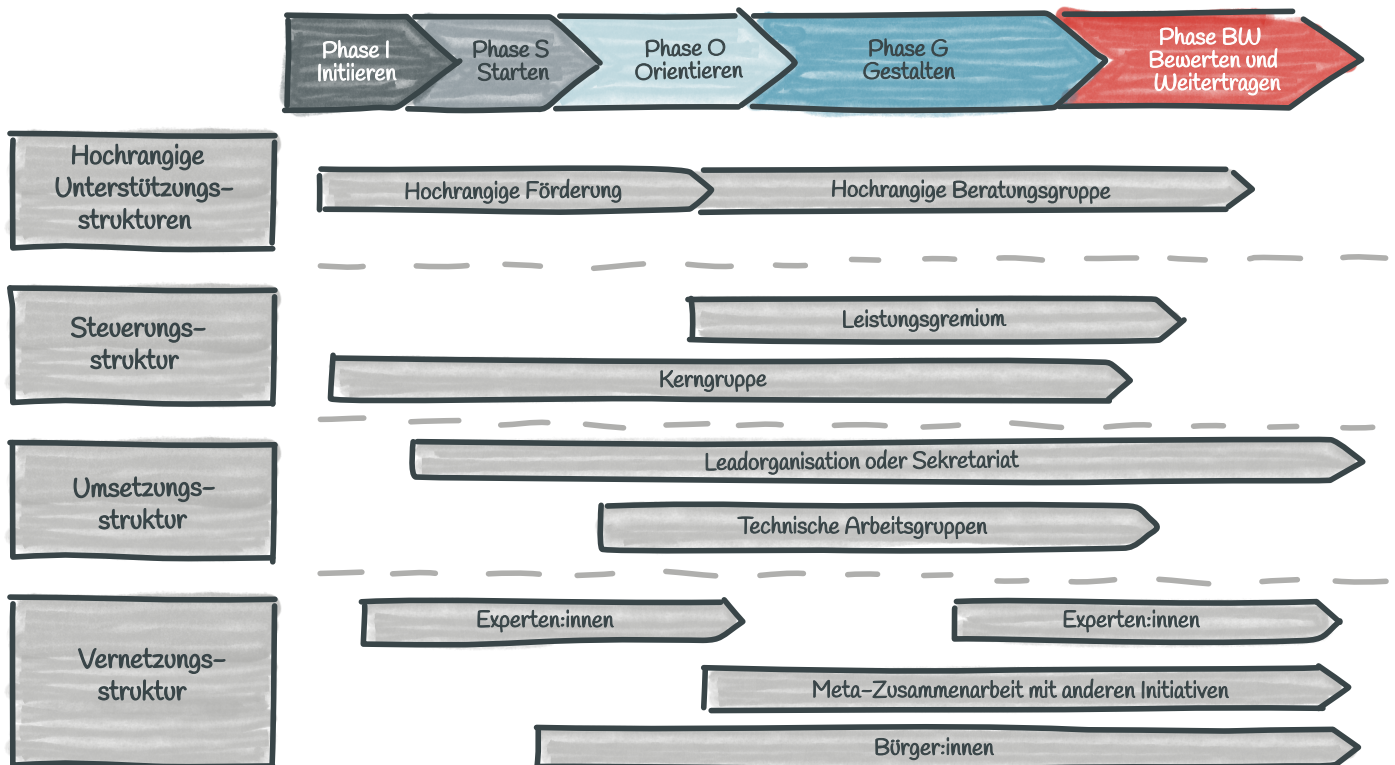 Phase I
Initiieren
Phase S
Starten
Phase O
Orientieren
Phase G
Gestalten
Phase BW
Bewerten und
Weitertragen
Hochrangige
Unterstützungs-
strukturen
Hochrangige Förderung
Hochrangige Beratungsgruppe
Steuerungs-
struktur
Leistungsgremium
Kerngruppe
Umsetzungs-
struktur
Leadorganisation oder Sekretariat
Technische Arbeitsgruppen
Vernetzungs-
struktur
Experten:innen
Experten:innen
Meta-Zusammenarbeit mit anderen Initiativen
Bürger:innen